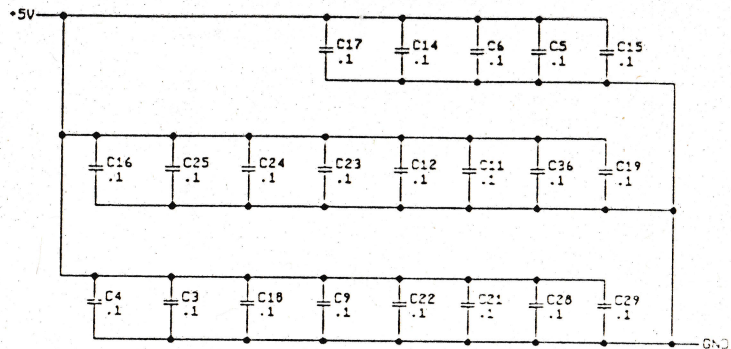 +5V
C17 C14 C6 C5 C15
.1 .1 .1 .1 .1
C16 C25 C24 C23 C12 C11 C36 C19
.1 .1 .1 .1 .1 .1 .1 .1
C4 C3 C18 C9 C22 C21 C28 C29
.1 .1 .1 .1 .1 .1 .1 .1
GND